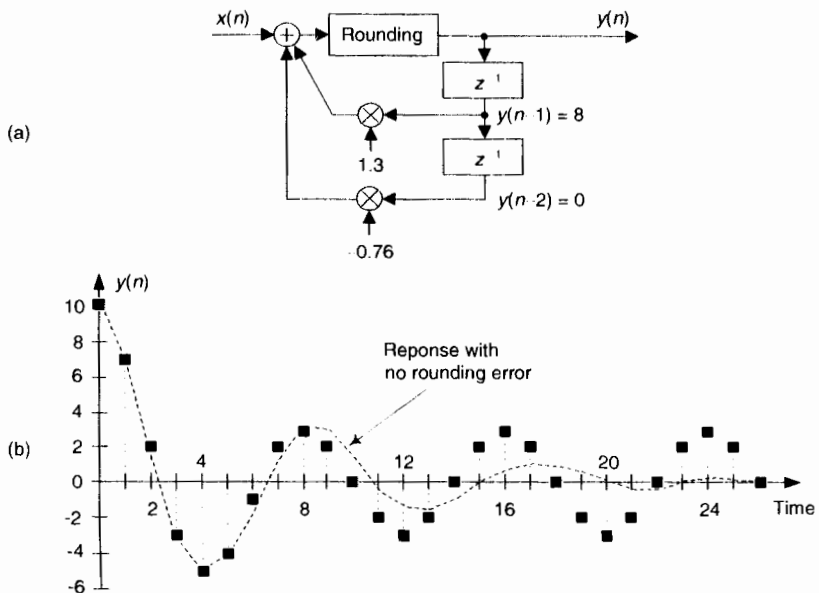 x(n) y(n)
Rounding
z⁻¹
y(n-1) = 8
(a)
z⁻¹
1.3
y(n-2) = 0
-0.76
y(n)
10
8
6
4
2
0
-2
-4
-6
Reponse with
no rounding error
(b)
4 12 20
2 8 16 24
Time